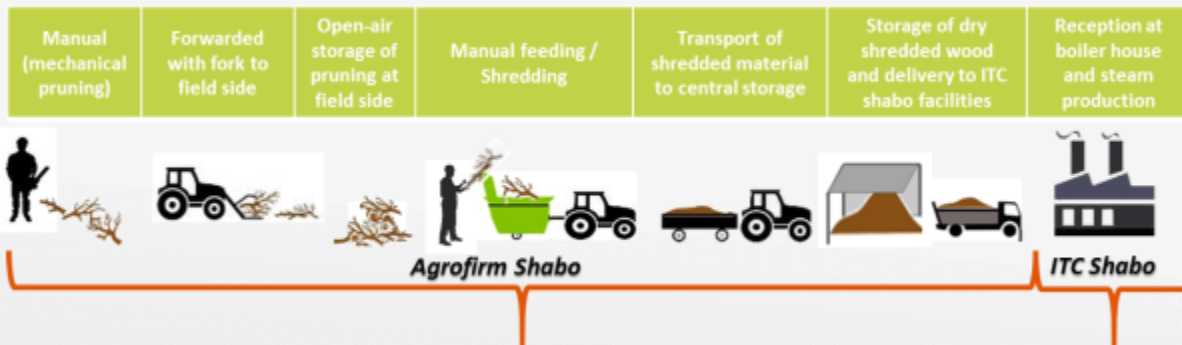 Manual
(mechanical
pruning)
Forwarded
with fork to
field side
Open-air
storage of
pruning at
field side
Manual feeding /
Shredding
Transport of
shredded material
to central storage
Storage of dry
shredded wood
and delivery to ITC
shabo facilities
Reception at
boiler house
and steam
production
Agrofirm Shabo
ITC Shabo